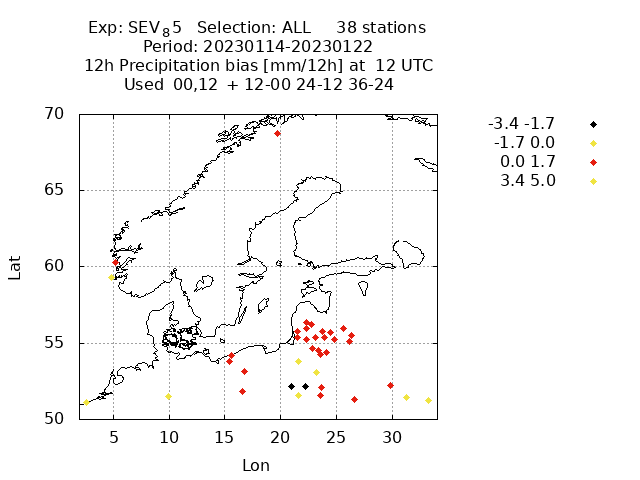 Exp: SEV8 5 Selection: ALL 38 stations
Period: 20230114-20230122
12h Precipitation bias [mm/12h] at 12 UTC
Used 00,12 + 12-00 24-12 36-24
-3.4 -1.7
-1.7 0.0
0.0 1.7
3.4 5.0
70
65
60
55
50
Lat
5 10 15 20 25 30
Lon